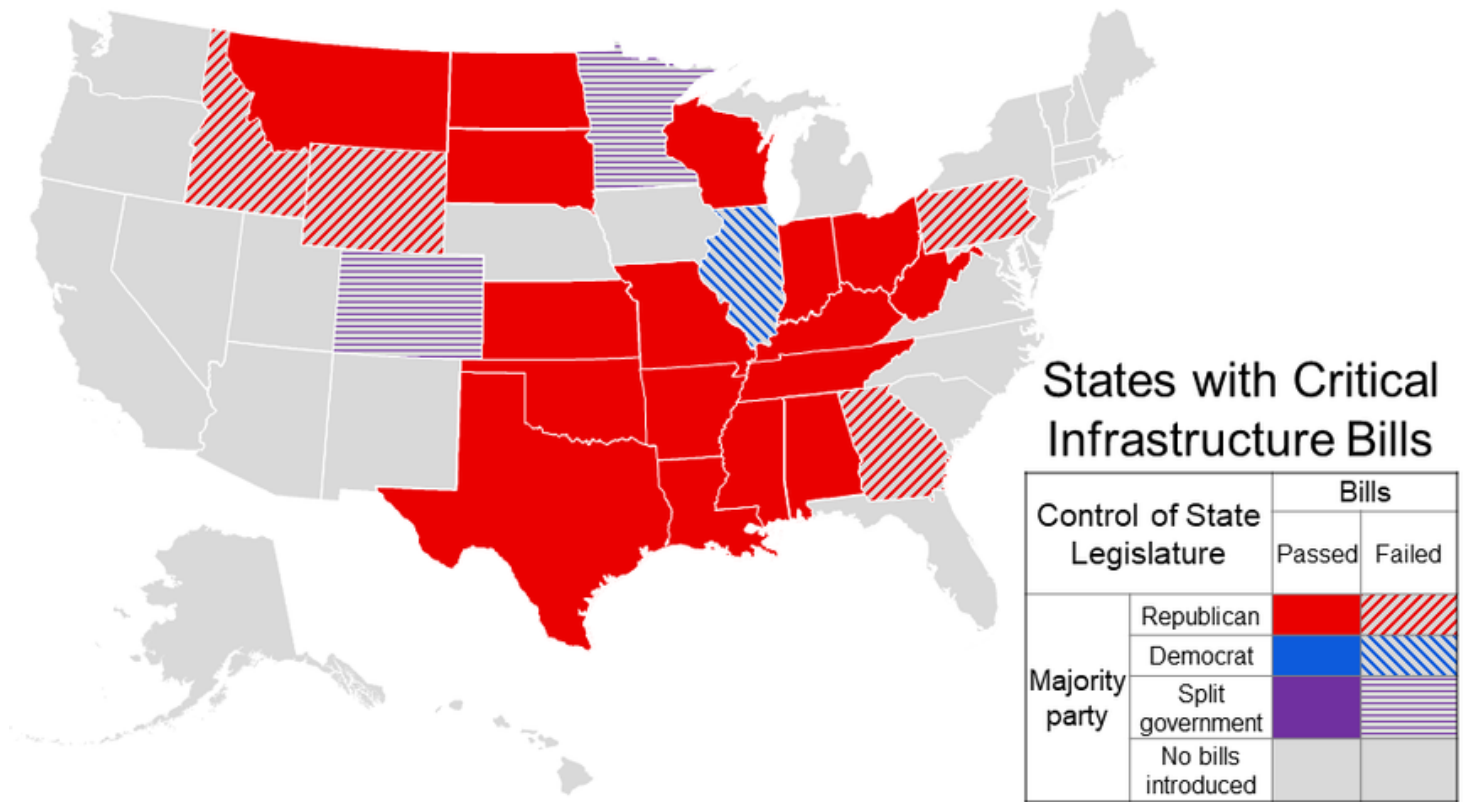 States with Critical
Infrastructure Bills
Control of State
Legislature
Bills
Passed
Failed
Majority
party
Republican
Democrat
Split
government
No bills
introduced